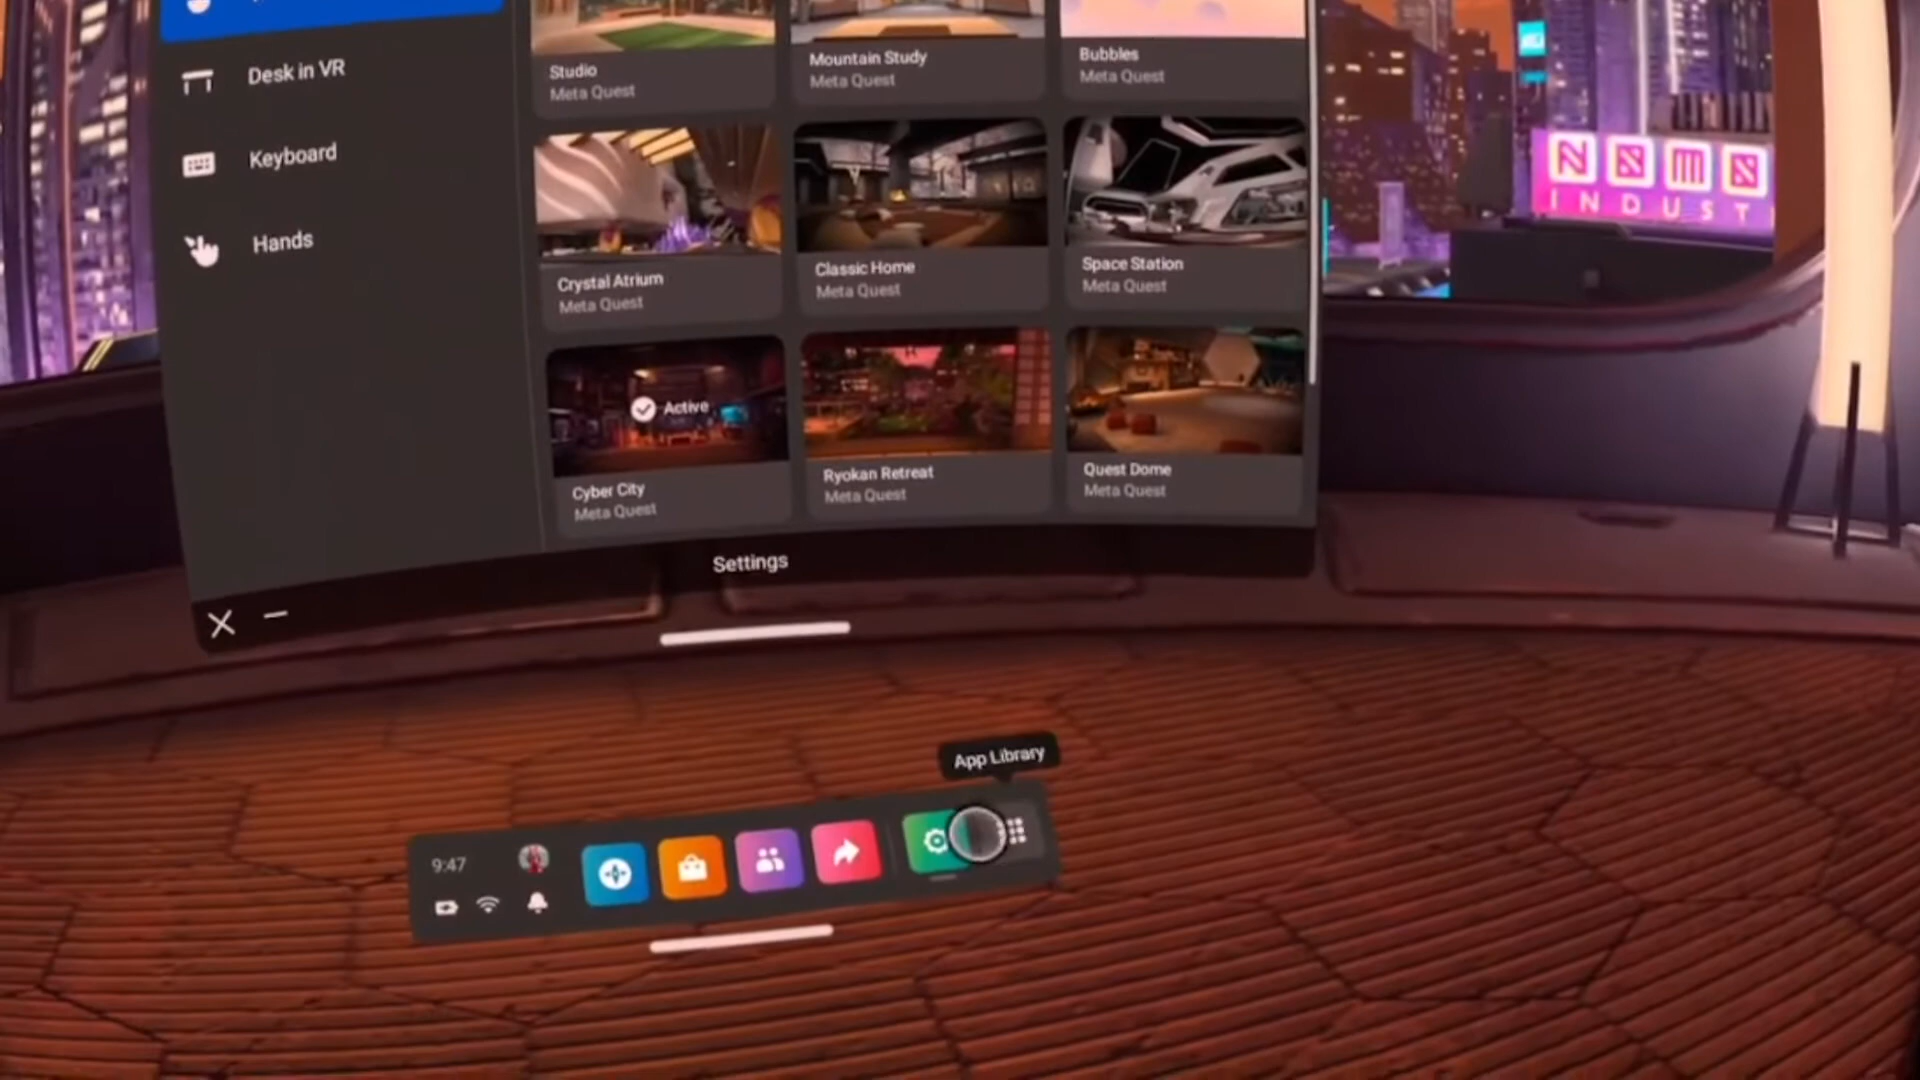 Desk in VR
Keyboard
Hands
Studio
Meta Quest
Mountain Study
Meta Quest
Bubbles
Meta Quest
Crystal Atrium
Meta Quest
Classic Home
Meta Quest
Space Station
Meta Quest
Active
Cyber City
Meta Quest
Ryokan Retreat
Meta Quest
Quest Dome
Meta Quest
Settings
INDUST
App Library
9:47